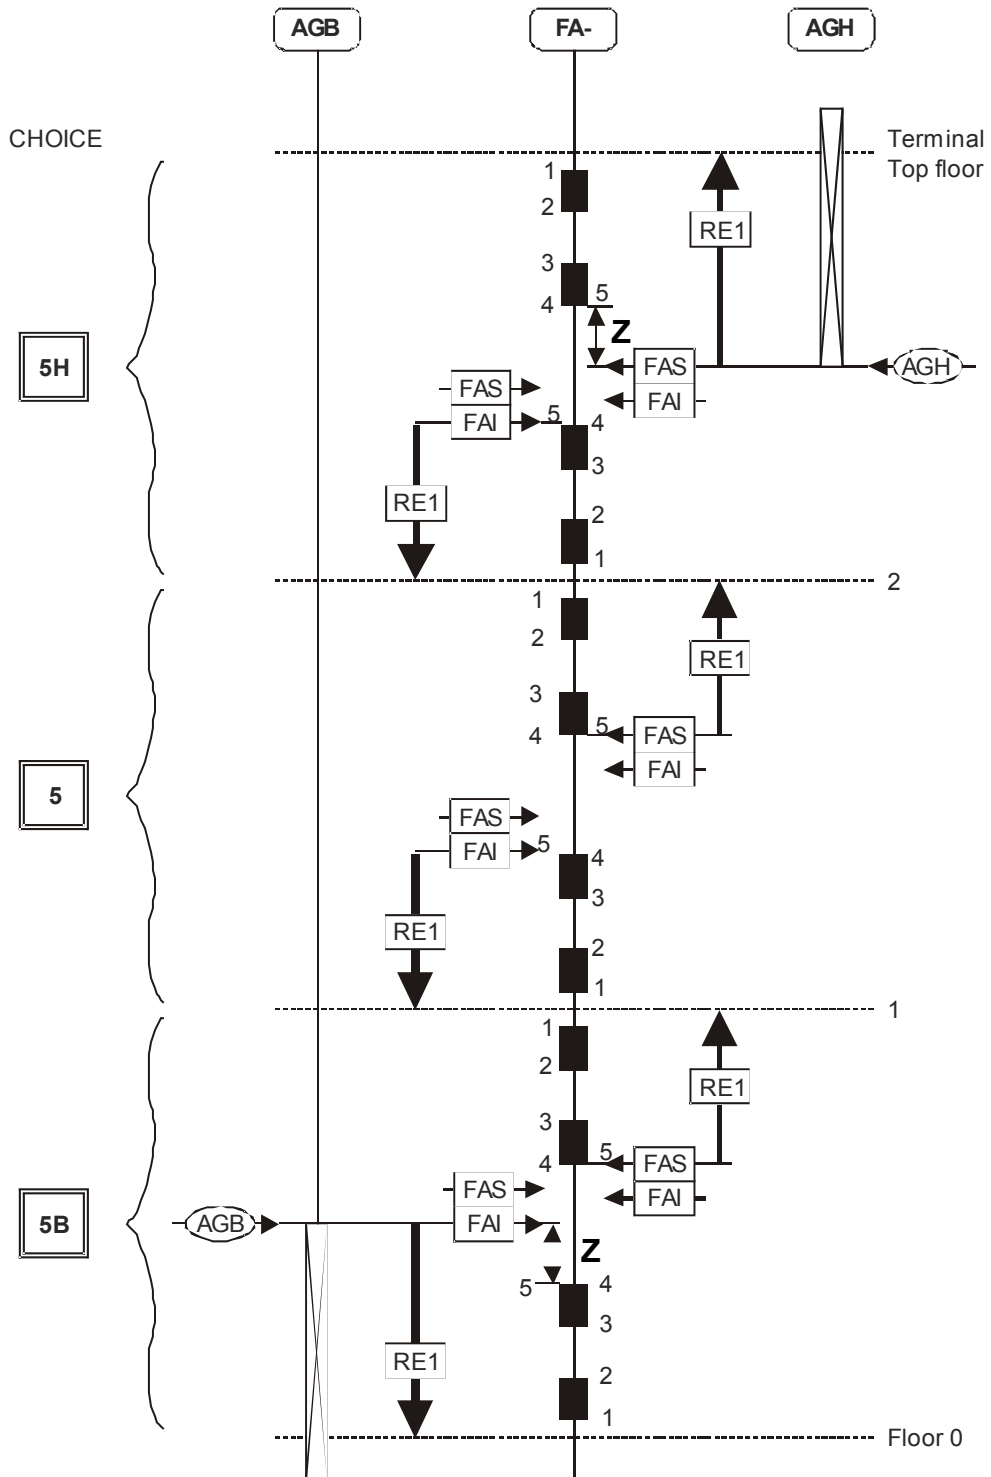 AGB FA- AGH
CHOICE
Terminal
Top floor
1
2
RE1
3
4 5
Z
5H
FAS AGH
FAS
FAI
FAI 5 4
3
RE1
2
1
2
1
2
RE1
3
4 5 FAS
FAI
5
FAS
FAI 5 4
3
RE1
2
1
1
1
2
RE1
3
4 5 FAS
FAS FAI
5B AGB FAI
Z
5 4
3
RE1
2
1
Floor 0